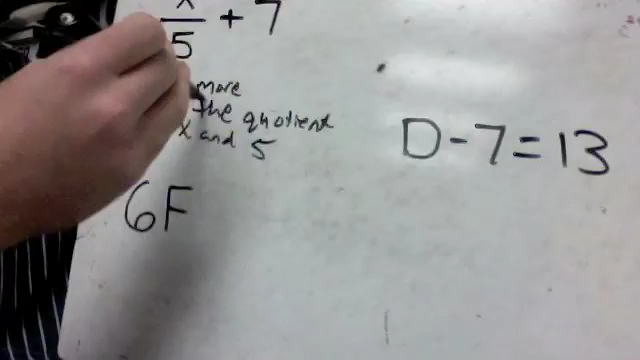 x
5 + 7
more
the quotient
x and 5
6F
D-7=13